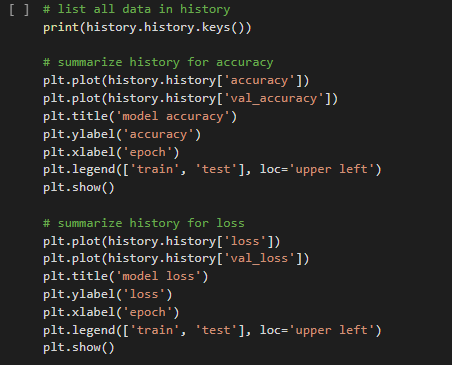 [ ] # list all data in history
print(history.history.keys())
# summarize history for accuracy
plt.plot(history.history['accuracy'])
plt.plot(history.history['val_accuracy'])
plt.title('model accuracy')
plt.ylabel('accuracy')
plt.xlabel('epoch')
plt.legend(['train', 'test'], loc='upper left')
plt.show()
# summarize history for loss
plt.plot(history.history['loss'])
plt.plot(history.history['val_loss'])
plt.title('model loss')
plt.ylabel('loss')
plt.xlabel('epoch')
plt.legend(['train', 'test'], loc='upper left')
plt.show()